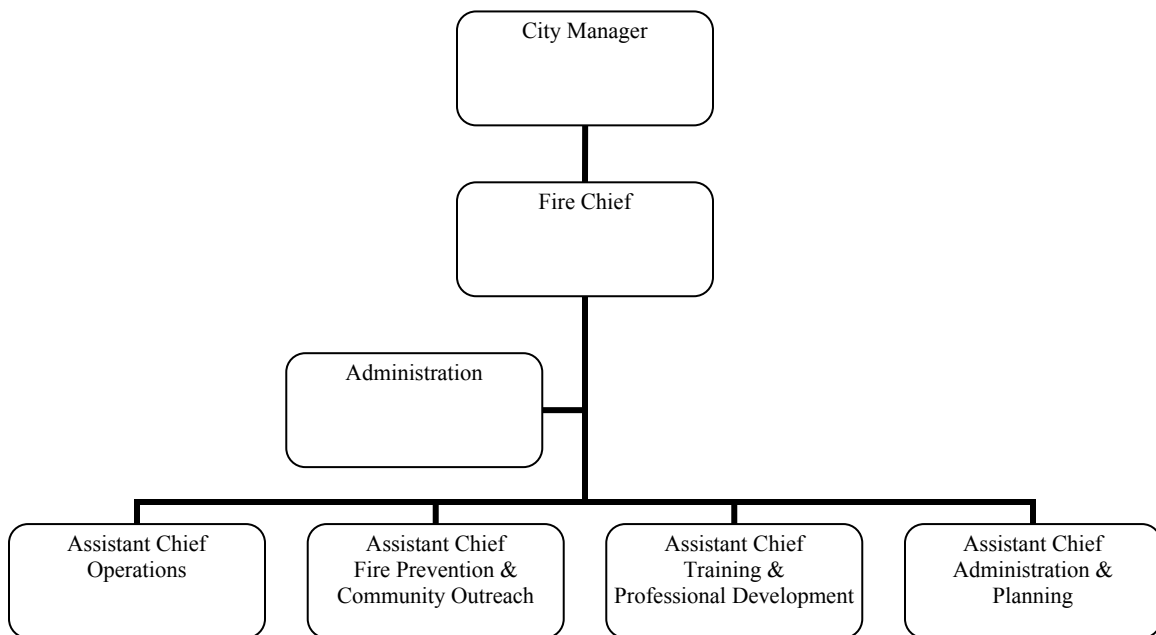 City Manager
Fire Chief
Administration
Assistant Chief
Operations
Assistant Chief
Fire Prevention &
Community Outreach
Assistant Chief
Training &
Professional Development
Assistant Chief
Administration &
Planning